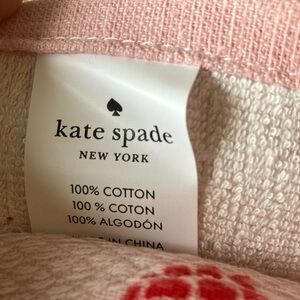 kate spade
NEW YORK
100% COTTON
100 % COTON
100% ALGODÓN
IN CHINA